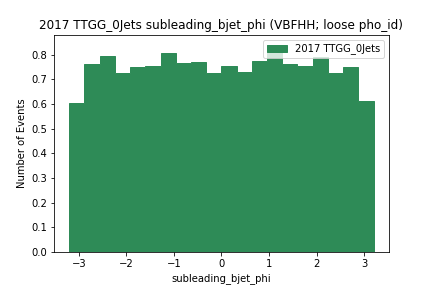 2017 TTGG_0Jets subleading_bjet_phi (VBFHH; loose pho_id)
2017 TTGG_0Jets
Number of Events
0.8
0.7
0.6
0.5
0.4
0.3
0.2
0.1
0.0
−3 −2 −1 0 1 2 3
subleading_bjet_phi